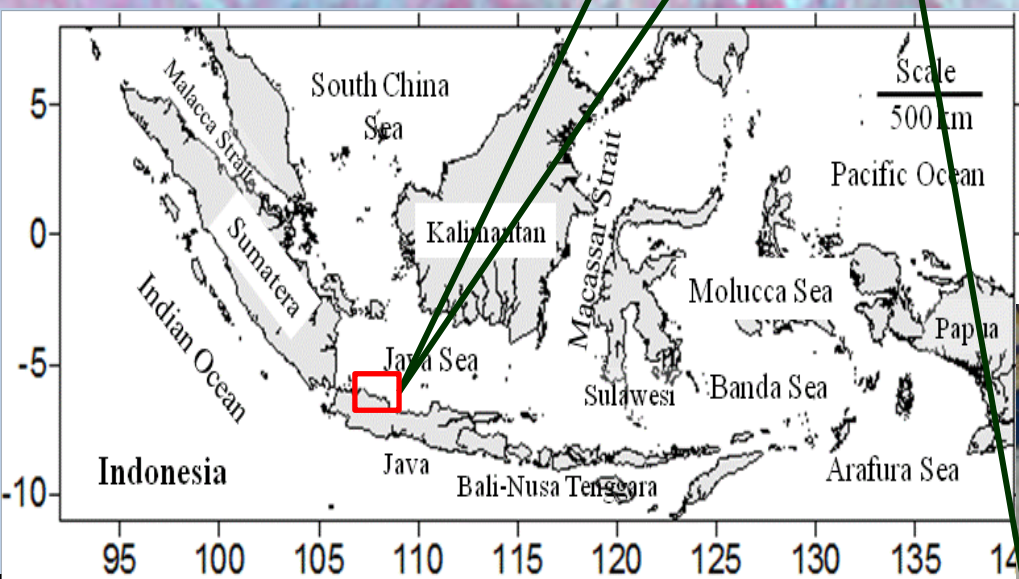 South China
Sea
Scale
500 km
Malacca Strait
Pacific Ocean
Macassar Strait
Kalimantan
Sumatera
Molucca Sea
Indian Ocean
Papua
Java Sea
Sulawesi
Banda Sea
Indonesia
Java
Bali-Nusa Tenggara
Arafura Sea
5
0
-5
-10
95 100 105 110 115 120 125 130 135 14